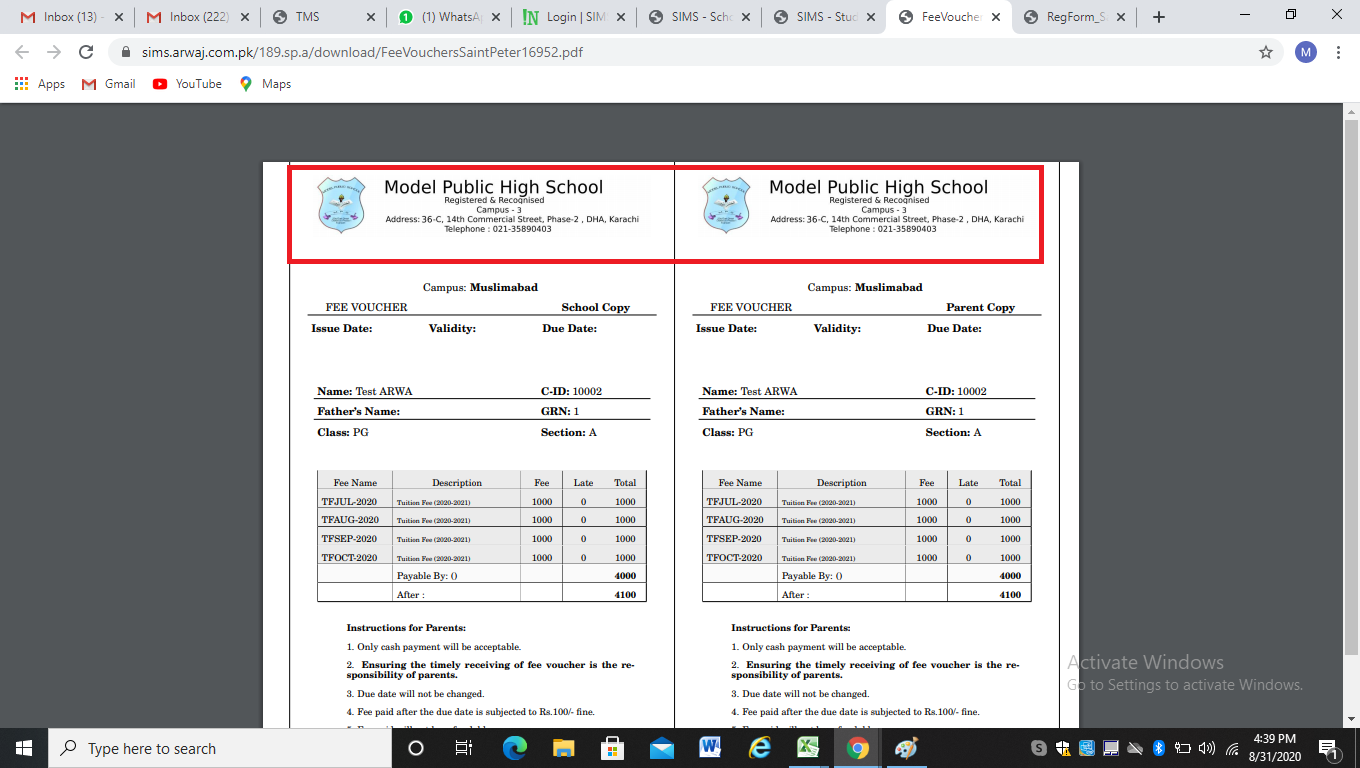 Inbox (13) -
Inbox (222)
TMS
(1) WhatsA
Login | SIM
SIMS - Scho
SIMS - Stud
FeeVoucher
RegForm_S
sims.arwaj.com.pk/189.sp.a/download/FeeVouchersSaintPeter16952.pdf
M
Apps
Gmail
YouTube
Maps
Model Public High School
Registered & Recognised
Campus - 3
Address: 36-C, 14th Commercial Street, Phase-2 , DHA, Karachi
Telephone : 021-35890403
Campus: Muslimabad
FEE VOUCHER School Copy
Issue Date: Validity: Due Date:
Name: Test ARWA C-ID: 10002
Father's Name: GRN: 1
Class: PG Section: A
Fee Name Description Fee Late Total
TFJUL-2020 Tuition Fee (2020-2021) 1000 0 1000
TFAUG-2020 Tuition Fee (2020-2021) 1000 0 1000
TFSEP-2020 Tuition Fee (2020-2021) 1000 0 1000
TFOCT-2020 Tuition Fee (2020-2021) 1000 0 1000
Payable By: () 4000
After : 4100
Instructions for Parents:
1. Only cash payment will be acceptable.
2. Ensuring the timely receiving of fee voucher is the re-
sponsibility of parents.
3. Due date will not be changed.
4. Fee paid after the due date is subjected to Rs.100/- fine.
Model Public High School
Registered & Recognised
Campus - 3
Address: 36-C, 14th Commercial Street, Phase-2 , DHA, Karachi
Telephone : 021-35890403
Campus: Muslimabad
FEE VOUCHER Parent Copy
Issue Date: Validity: Due Date:
Name: Test ARWA C-ID: 10002
Father's Name: GRN: 1
Class: PG Section: A
Fee Name Description Fee Late Total
TFJUL-2020 Tuition Fee (2020-2021) 1000 0 1000
TFAUG-2020 Tuition Fee (2020-2021) 1000 0 1000
TFSEP-2020 Tuition Fee (2020-2021) 1000 0 1000
TFOCT-2020 Tuition Fee (2020-2021) 1000 0 1000
Payable By: () 4000
After : 4100
Instructions for Parents:
1. Only cash payment will be acceptable.
2. Ensuring the timely receiving of fee voucher is the re-
sponsibility of parents.
3. Due date will not be changed.
4. Fee paid after the due date is subjected to Rs.100/- fine.
Activate Windows
Go to Settings to activate Windows.
Type here to search
4:39 PM
8/31/2020
1